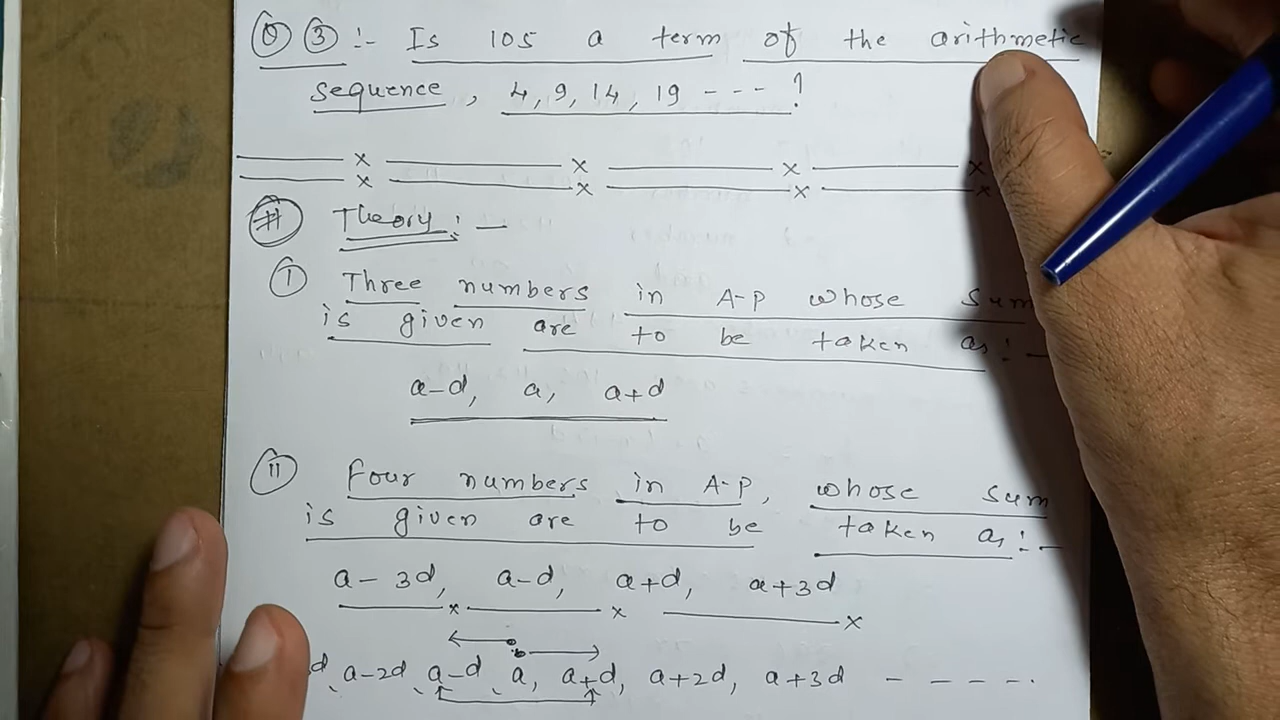 Q 3 :- Is 105 a term of the arithmetic
sequence, 4, 9, 14, 19 - - - ?
# Theory :-
I Three numbers in A-P whose sum
is given are to be taken as :-
a-d, a, a+d
II Four numbers in A-P, whose sum
is given are to be taken as :-
a-3d, a-d, a+d, a+3d
d, a-2d, a-d, a, a+d, a+2d, a+3d - - - - -